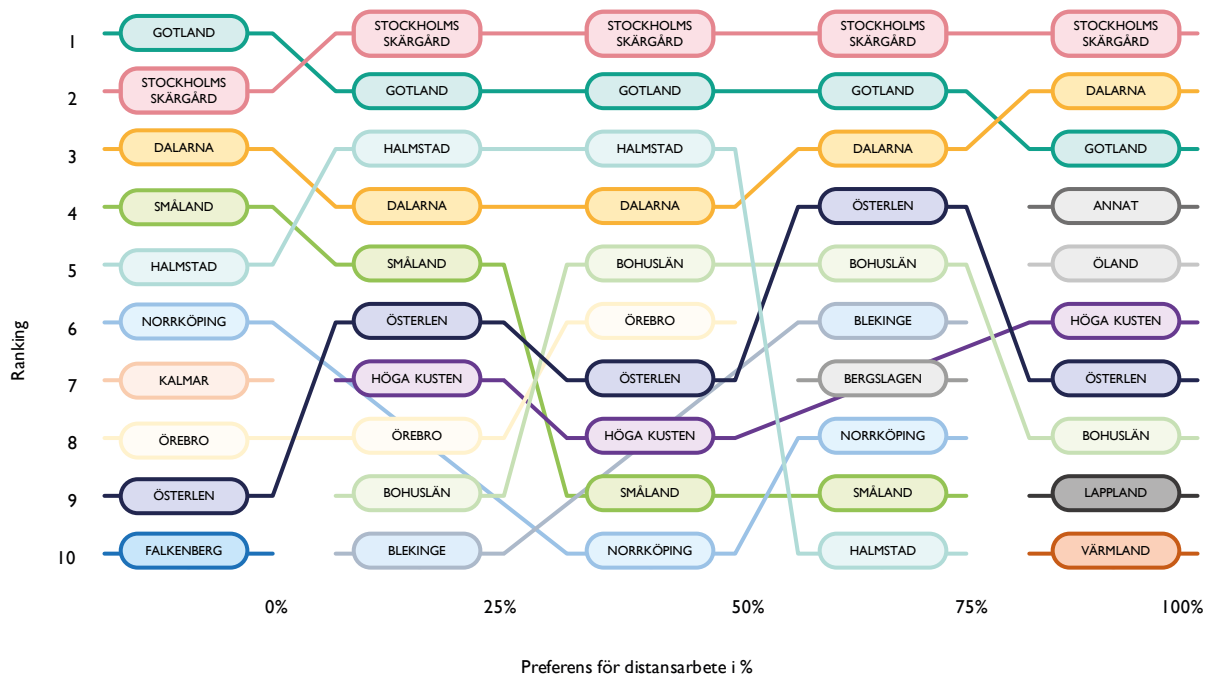 1
GOTLAND
STOCKHOLMS
SKÄRGÅRD
STOCKHOLMS
SKÄRGÅRD
STOCKHOLMS
SKÄRGÅRD
STOCKHOLMS
SKÄRGÅRD
2
STOCKHOLMS
SKÄRGÅRD
GOTLAND
GOTLAND
GOTLAND
DALARNA
3
DALARNA
HALMSTAD
HALMSTAD
DALARNA
GOTLAND
4
SMÅLAND
DALARNA
DALARNA
ÖSTERLEN
ANNAT
5
HALMSTAD
SMÅLAND
BOHUSLÄN
BOHUSLÄN
ÖLAND
6
NORRKÖPING
ÖSTERLEN
ÖREBRO
BLEKINGE
HÖGA KUSTEN
7
KALMAR
HÖGA KUSTEN
ÖSTERLEN
BERGSLAGEN
ÖSTERLEN
8
ÖREBRO
ÖREBRO
HÖGA KUSTEN
NORRKÖPING
BOHUSLÄN
9
ÖSTERLEN
BOHUSLÄN
SMÅLAND
SMÅLAND
LAPPLAND
10
FALKENBERG
BLEKINGE
NORRKÖPING
HALMSTAD
VÄRMLAND
Ranking
0%
25%
50%
75%
100%
Preferens för distansarbete i %